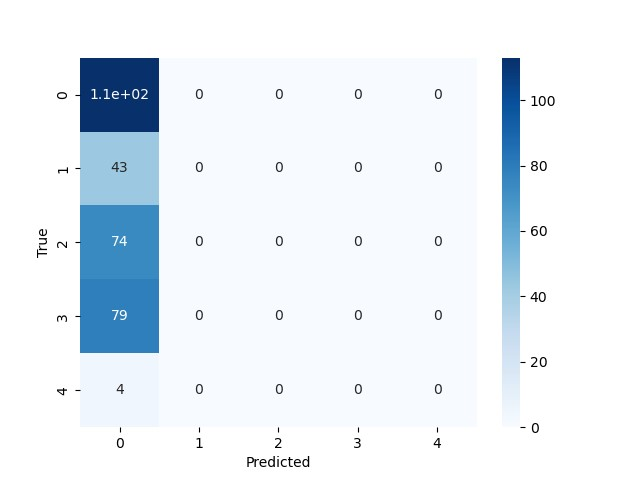 0 1.1e+02 0 0 0 0
1 43 0 0 0 0
2 74 0 0 0 0
3 79 0 0 0 0
4 4 0 0 0 0
0 1 2 3 4
Predicted
True
100
80
60
40
20
0